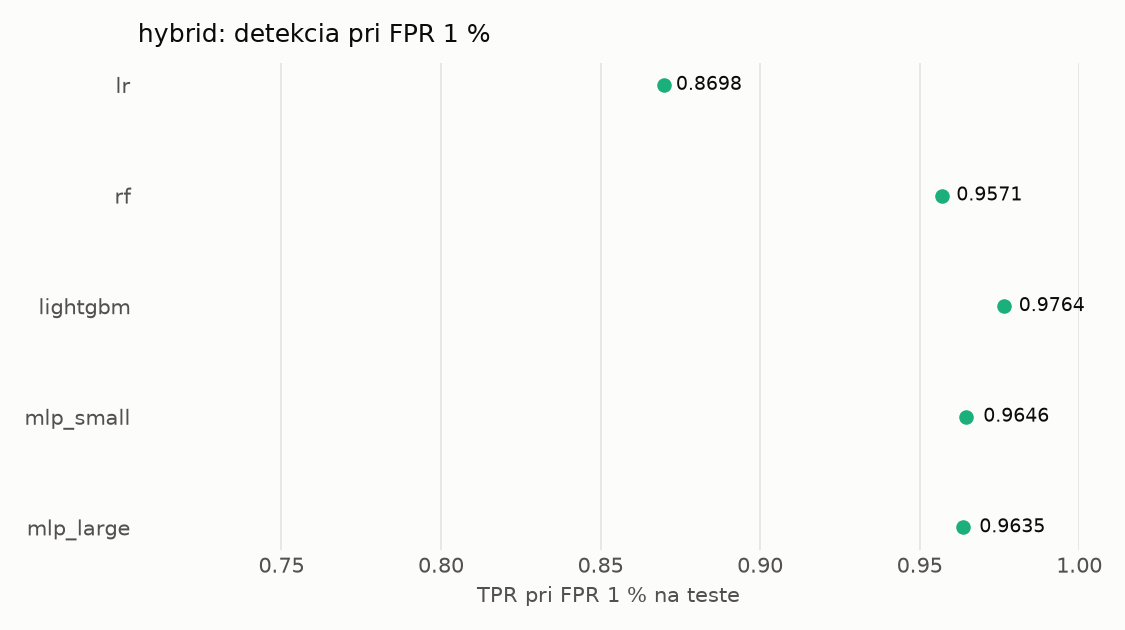 hybrid: detekcia pri FPR 1 %
lr 0.8698
rf 0.9571
lightgbm 0.9764
mlp_small 0.9646
mlp_large 0.9635
0.75 0.80 0.85 0.90 0.95 1.00
TPR pri FPR 1 % na teste